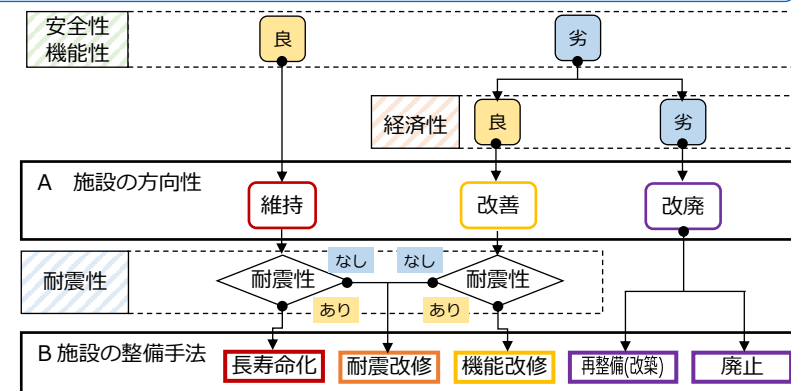 安全性
機能性
良
劣
経済性
良
劣
A 施設の方向性
維持
改善
改廃
耐震性
耐震性
なし
なし
耐震性
あり
あり
B 施設の整備手法
長寿命化
耐震改修
機能改修
再整備(改築)
廃止